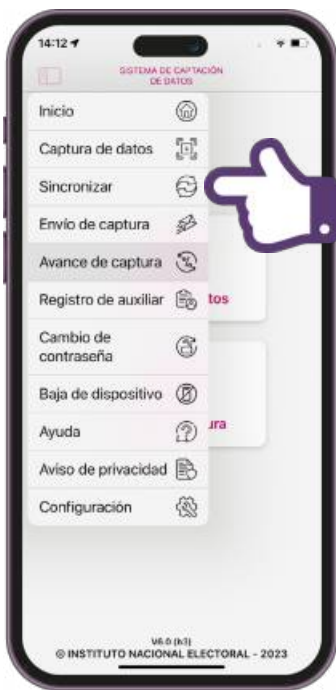 14:12
SISTEMA DE CAPTACIÓN
DE DATOS
Inicio
Captura de datos
Sincronizar
Envío de captura
Avance de captura
Registro de auxiliar
tos
Cambio de
contraseña
Baja de dispositivo
Ayuda
ura
Aviso de privacidad
Configuración
V6.0 (h3)
© INSTITUTO NACIONAL ELECTORAL - 2023